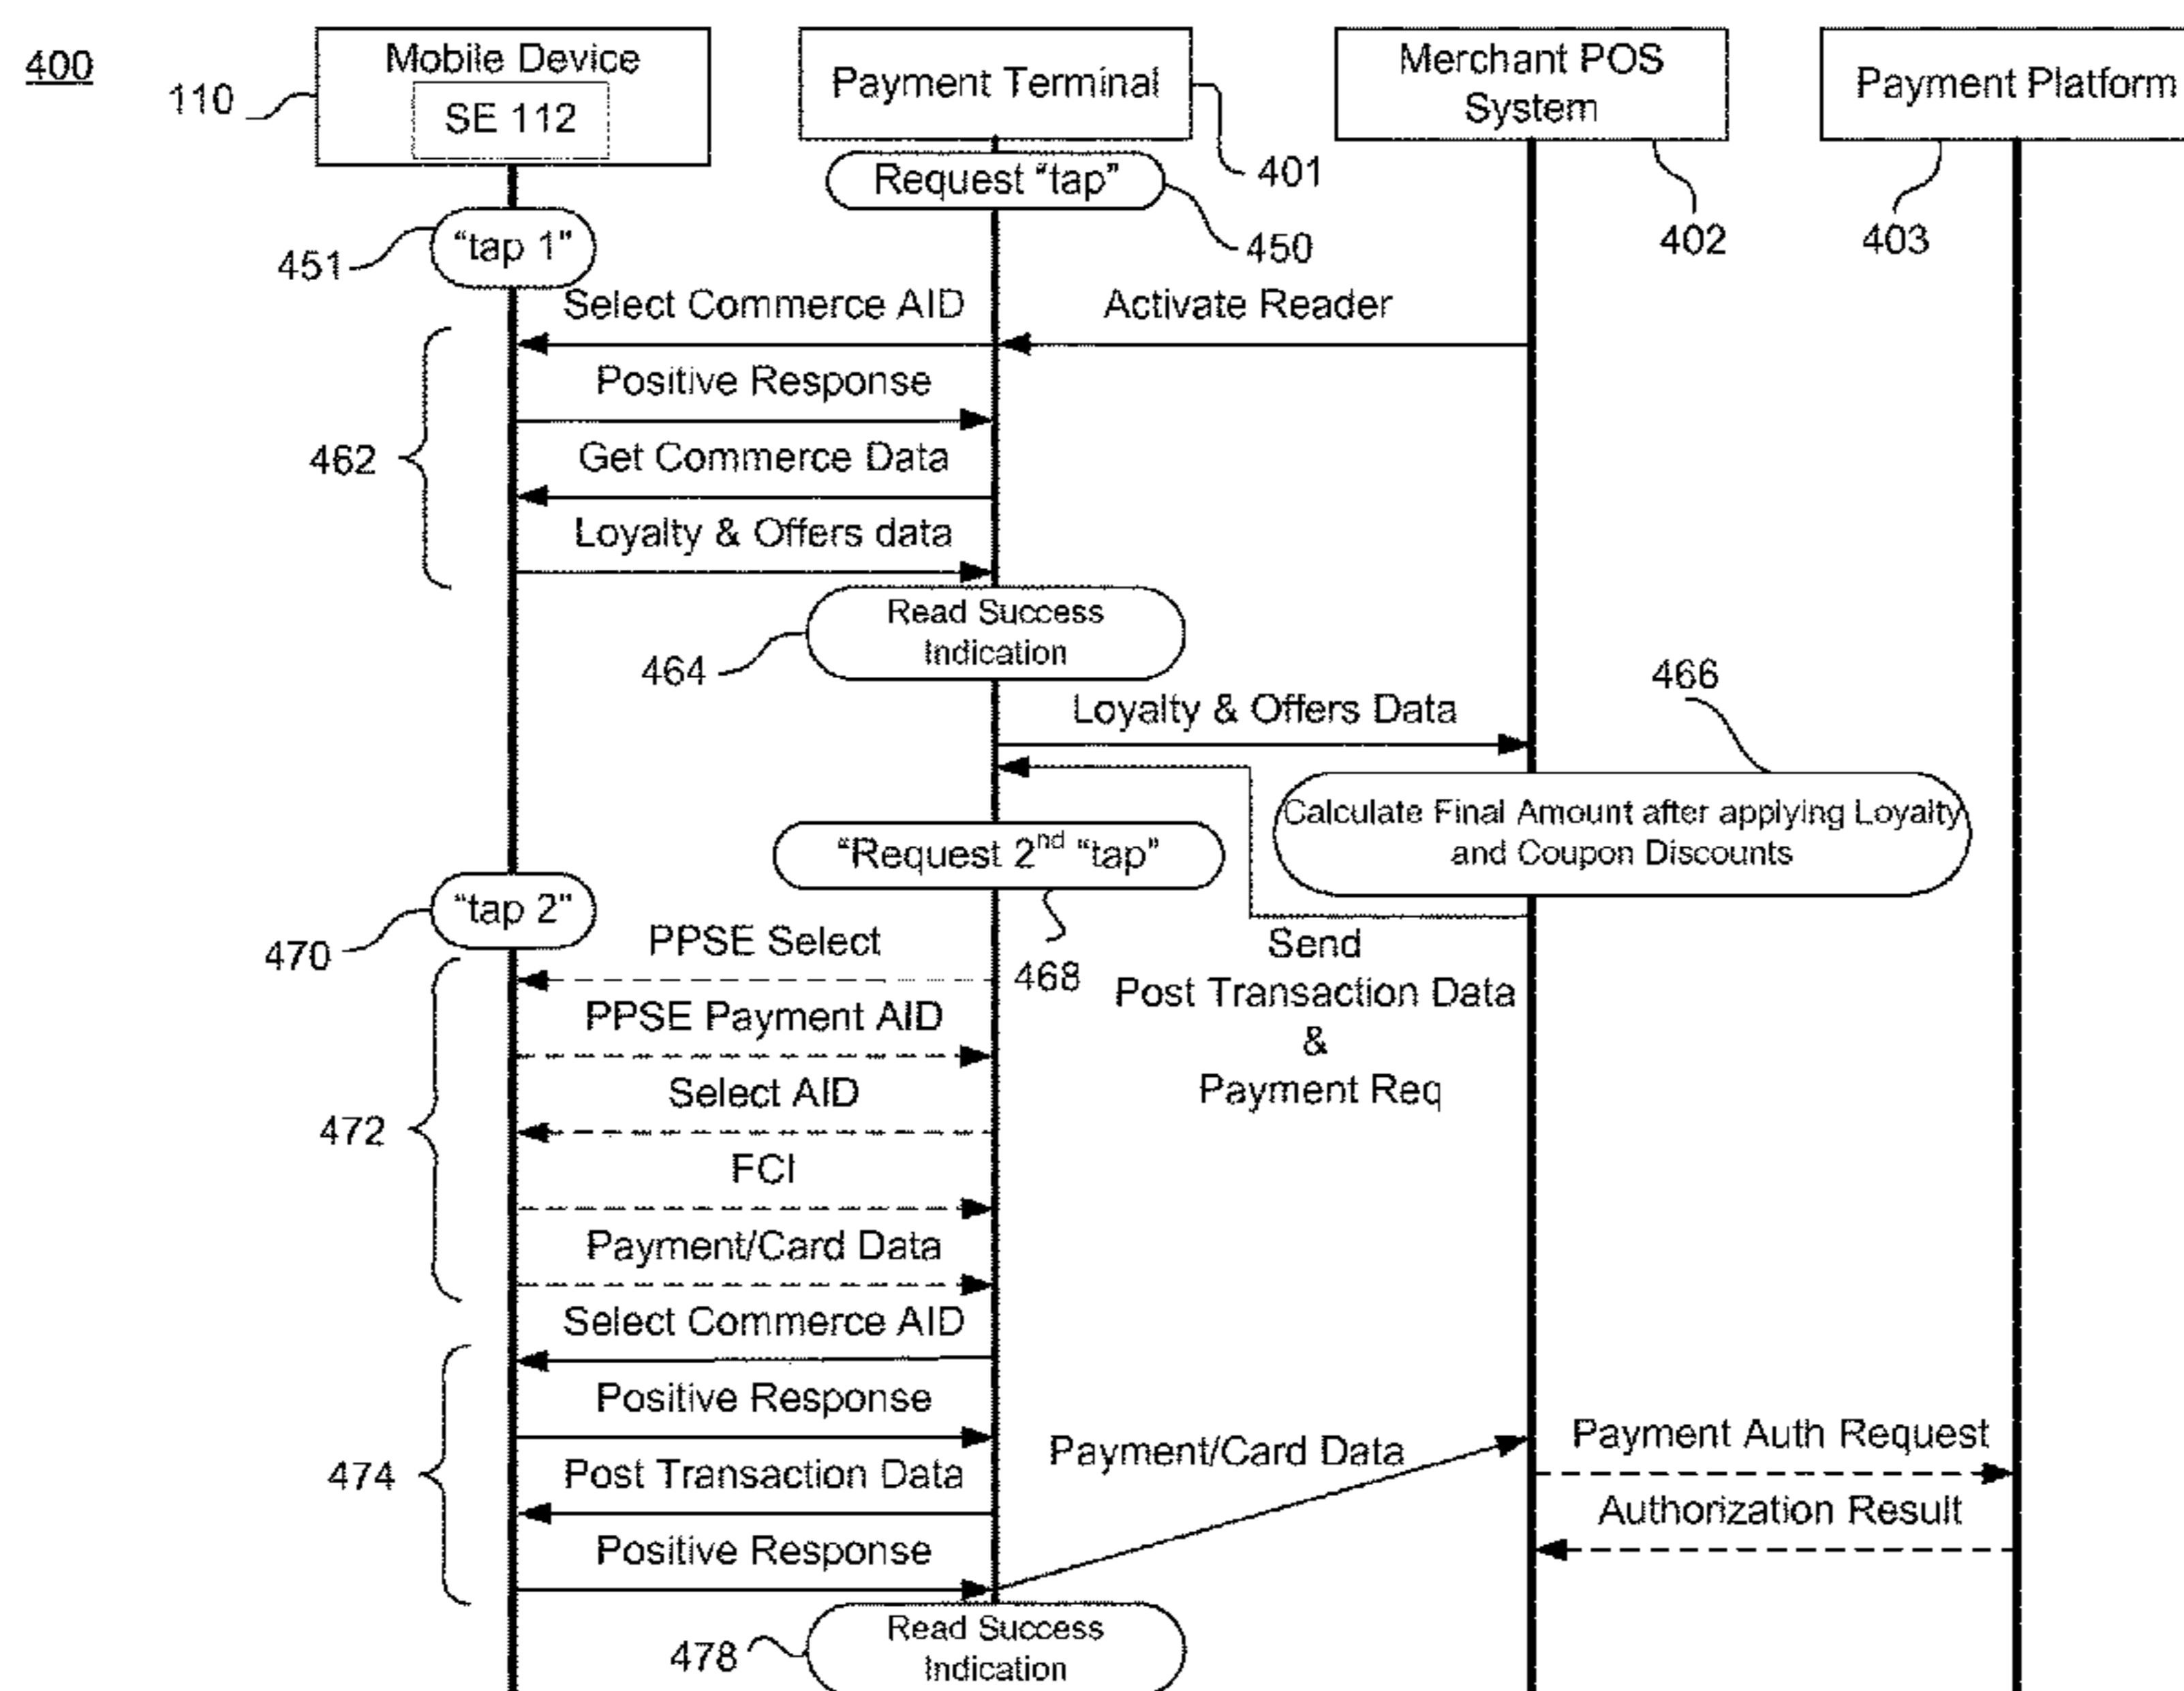 400
110
Mobile Device
SE 112
Payment Terminal
401
Merchant POS
System
402
Payment Platform
403
Request “tap”
450
451
“tap 1”
Select Commerce AID
Activate Reader
Positive Response
462
Get Commerce Data
Loyalty & Offers data
Read Success
Indication
464
Loyalty & Offers Data
466
Calculate Final Amount after applying Loyalty
and Coupon Discounts
“Request 2nd “tap”
468
“tap 2”
470
Send
Post Transaction Data
&
Payment Req
PPSE Select
PPSE Payment AID
472
Select AID
FCI
Payment/Card Data
Select Commerce AID
Positive Response
474
Post Transaction Data
Positive Response
Payment/Card Data
Payment Auth Request
Authorization Result
Read Success
Indication
478